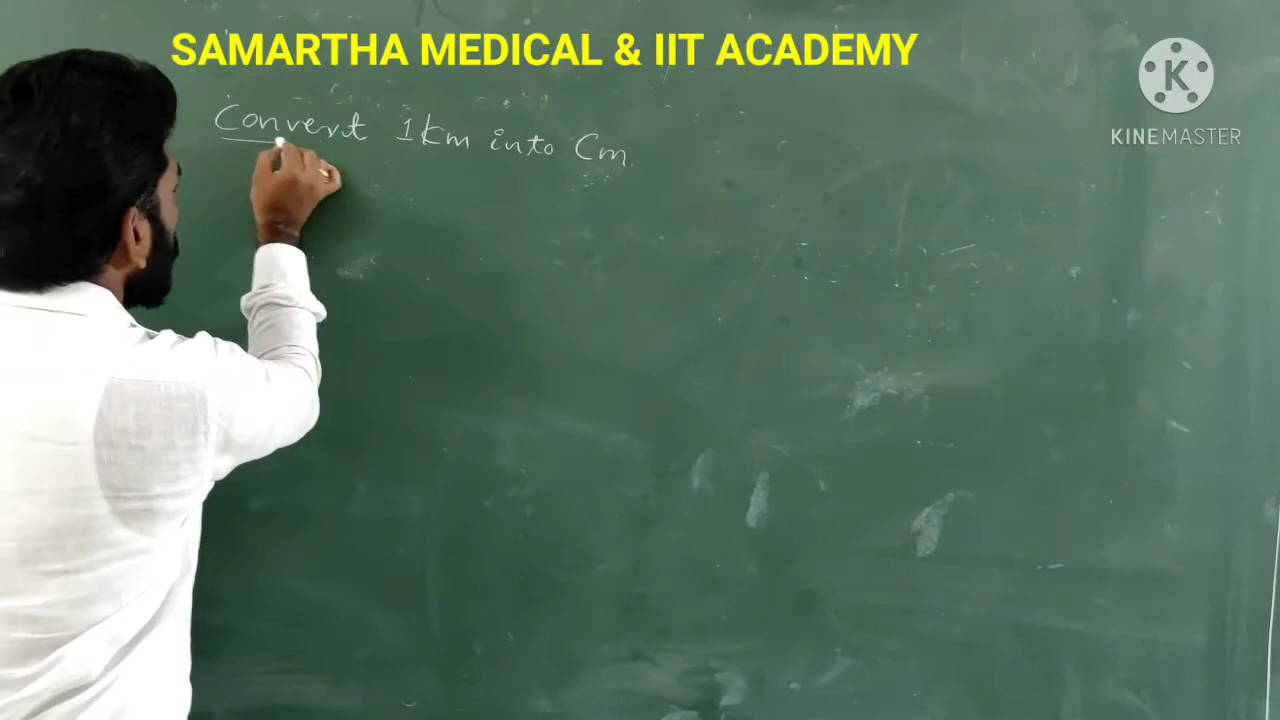 SAMARTHA MEDICAL & IIT ACADEMY
K
KINEMASTER
Convert 1km into Cm.